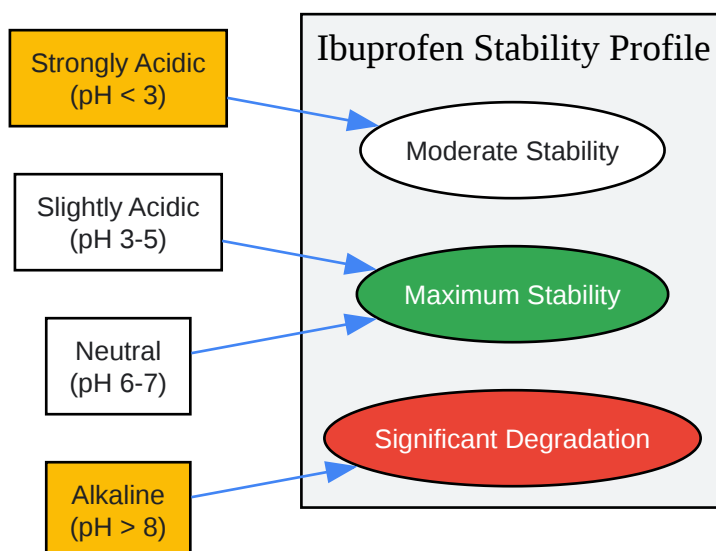 Ibuprofen Stability Profile
Strongly Acidic
(pH < 3)
Moderate Stability
Slightly Acidic
(pH 3-5)
Maximum Stability
Neutral
(pH 6-7)
Significant Degradation
Alkaline
(pH > 8)